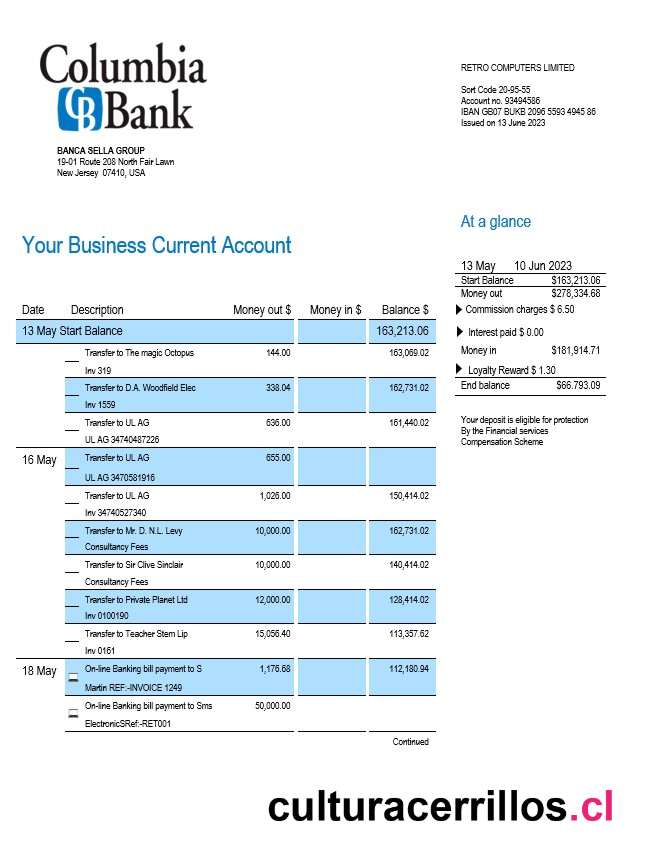 Columbia
CB Bank
BANCA SELLA GROUP
19-01 Route 208 North Fair Lawn
New Jersey 07410, USA
RETRO COMPUTERS LIMITED
Sort Code 20-95-55
Account no. 93494586
IBAN GB07 BUKB 2096 5593 4945 86
Issued on 13 June 2023
Your Business Current Account
At a glance
13 May 10 Jun 2023
Start Balance $163,213.06
Money out $278,334.68
Commission charges $ 6.50
Interest paid $ 0.00
Money in $181,914.71
Loyalty Reward $ 1.30
End balance $66.793.09
Your deposit is eligible for protection
By the Financial services
Compensation Scheme
Date Description Money out $ Money in $ Balance $
13 May Start Balance 163,213.06
Transfer to The magic Octopus 144.00 163,069.02
Inv 319
Transfer to D.A. Woodfield Elec 338.04 162,731.02
Inv 1559
Transfer to UL AG 636.00 161,440.02
UL AG 34740487226
16 May Transfer to UL AG 655.00
UL AG 3470581916
Transfer to UL AG 1,026.00 150,414.02
Inv 34740527340
Transfer to Mr. D. N.L. Levy 10,000.00 162,731.02
Consultancy Fees
Transfer to Sir Clive Sinclair 10,000.00 140,414.02
Consultancy Fees
Transfer to Private Planet Ltd 12,000.00 128,414.02
Inv 0100190
Transfer to Teacher Stem Lip 15,056.40 113,357.62
Inv 0161
18 May On-line Banking bill payment to S 1,176.68 112,180.94
Martin REF:-INVOICE 1249
On-line Banking bill payment to Sms 50,000.00
ElectronicSRef:-RET001
Continued
culturacerrillos.cl